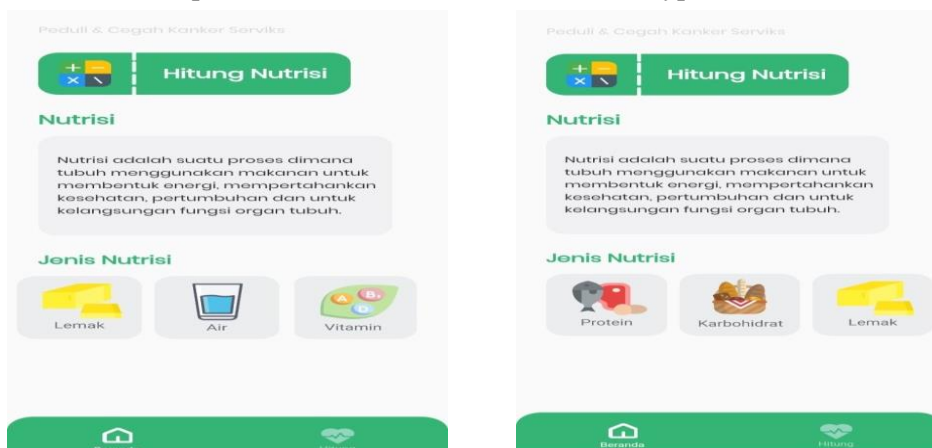 Peduli & Cegah Kanker Serviks
Hitung Nutrisi
Nutrisi
Nutrisi adalah suatu proses dimana
tubuh menggunakan makanan untuk
membentuk energi, mempertahankan
kesehatan, pertumbuhan dan untuk
kelangsungan fungsi organ tubuh.
Jenis Nutrisi
Lemak
Air
A
B
D
Vitamin
Peduli & Cegah Kanker Serviks
Hitung Nutrisi
Nutrisi
Nutrisi adalah suatu proses dimana
tubuh menggunakan makanan untuk
membentuk energi, mempertahankan
kesehatan, pertumbuhan dan untuk
kelangsungan fungsi organ tubuh.
Jenis Nutrisi
Protein
Karbohidrat
Lemak
Beranda
Hitung